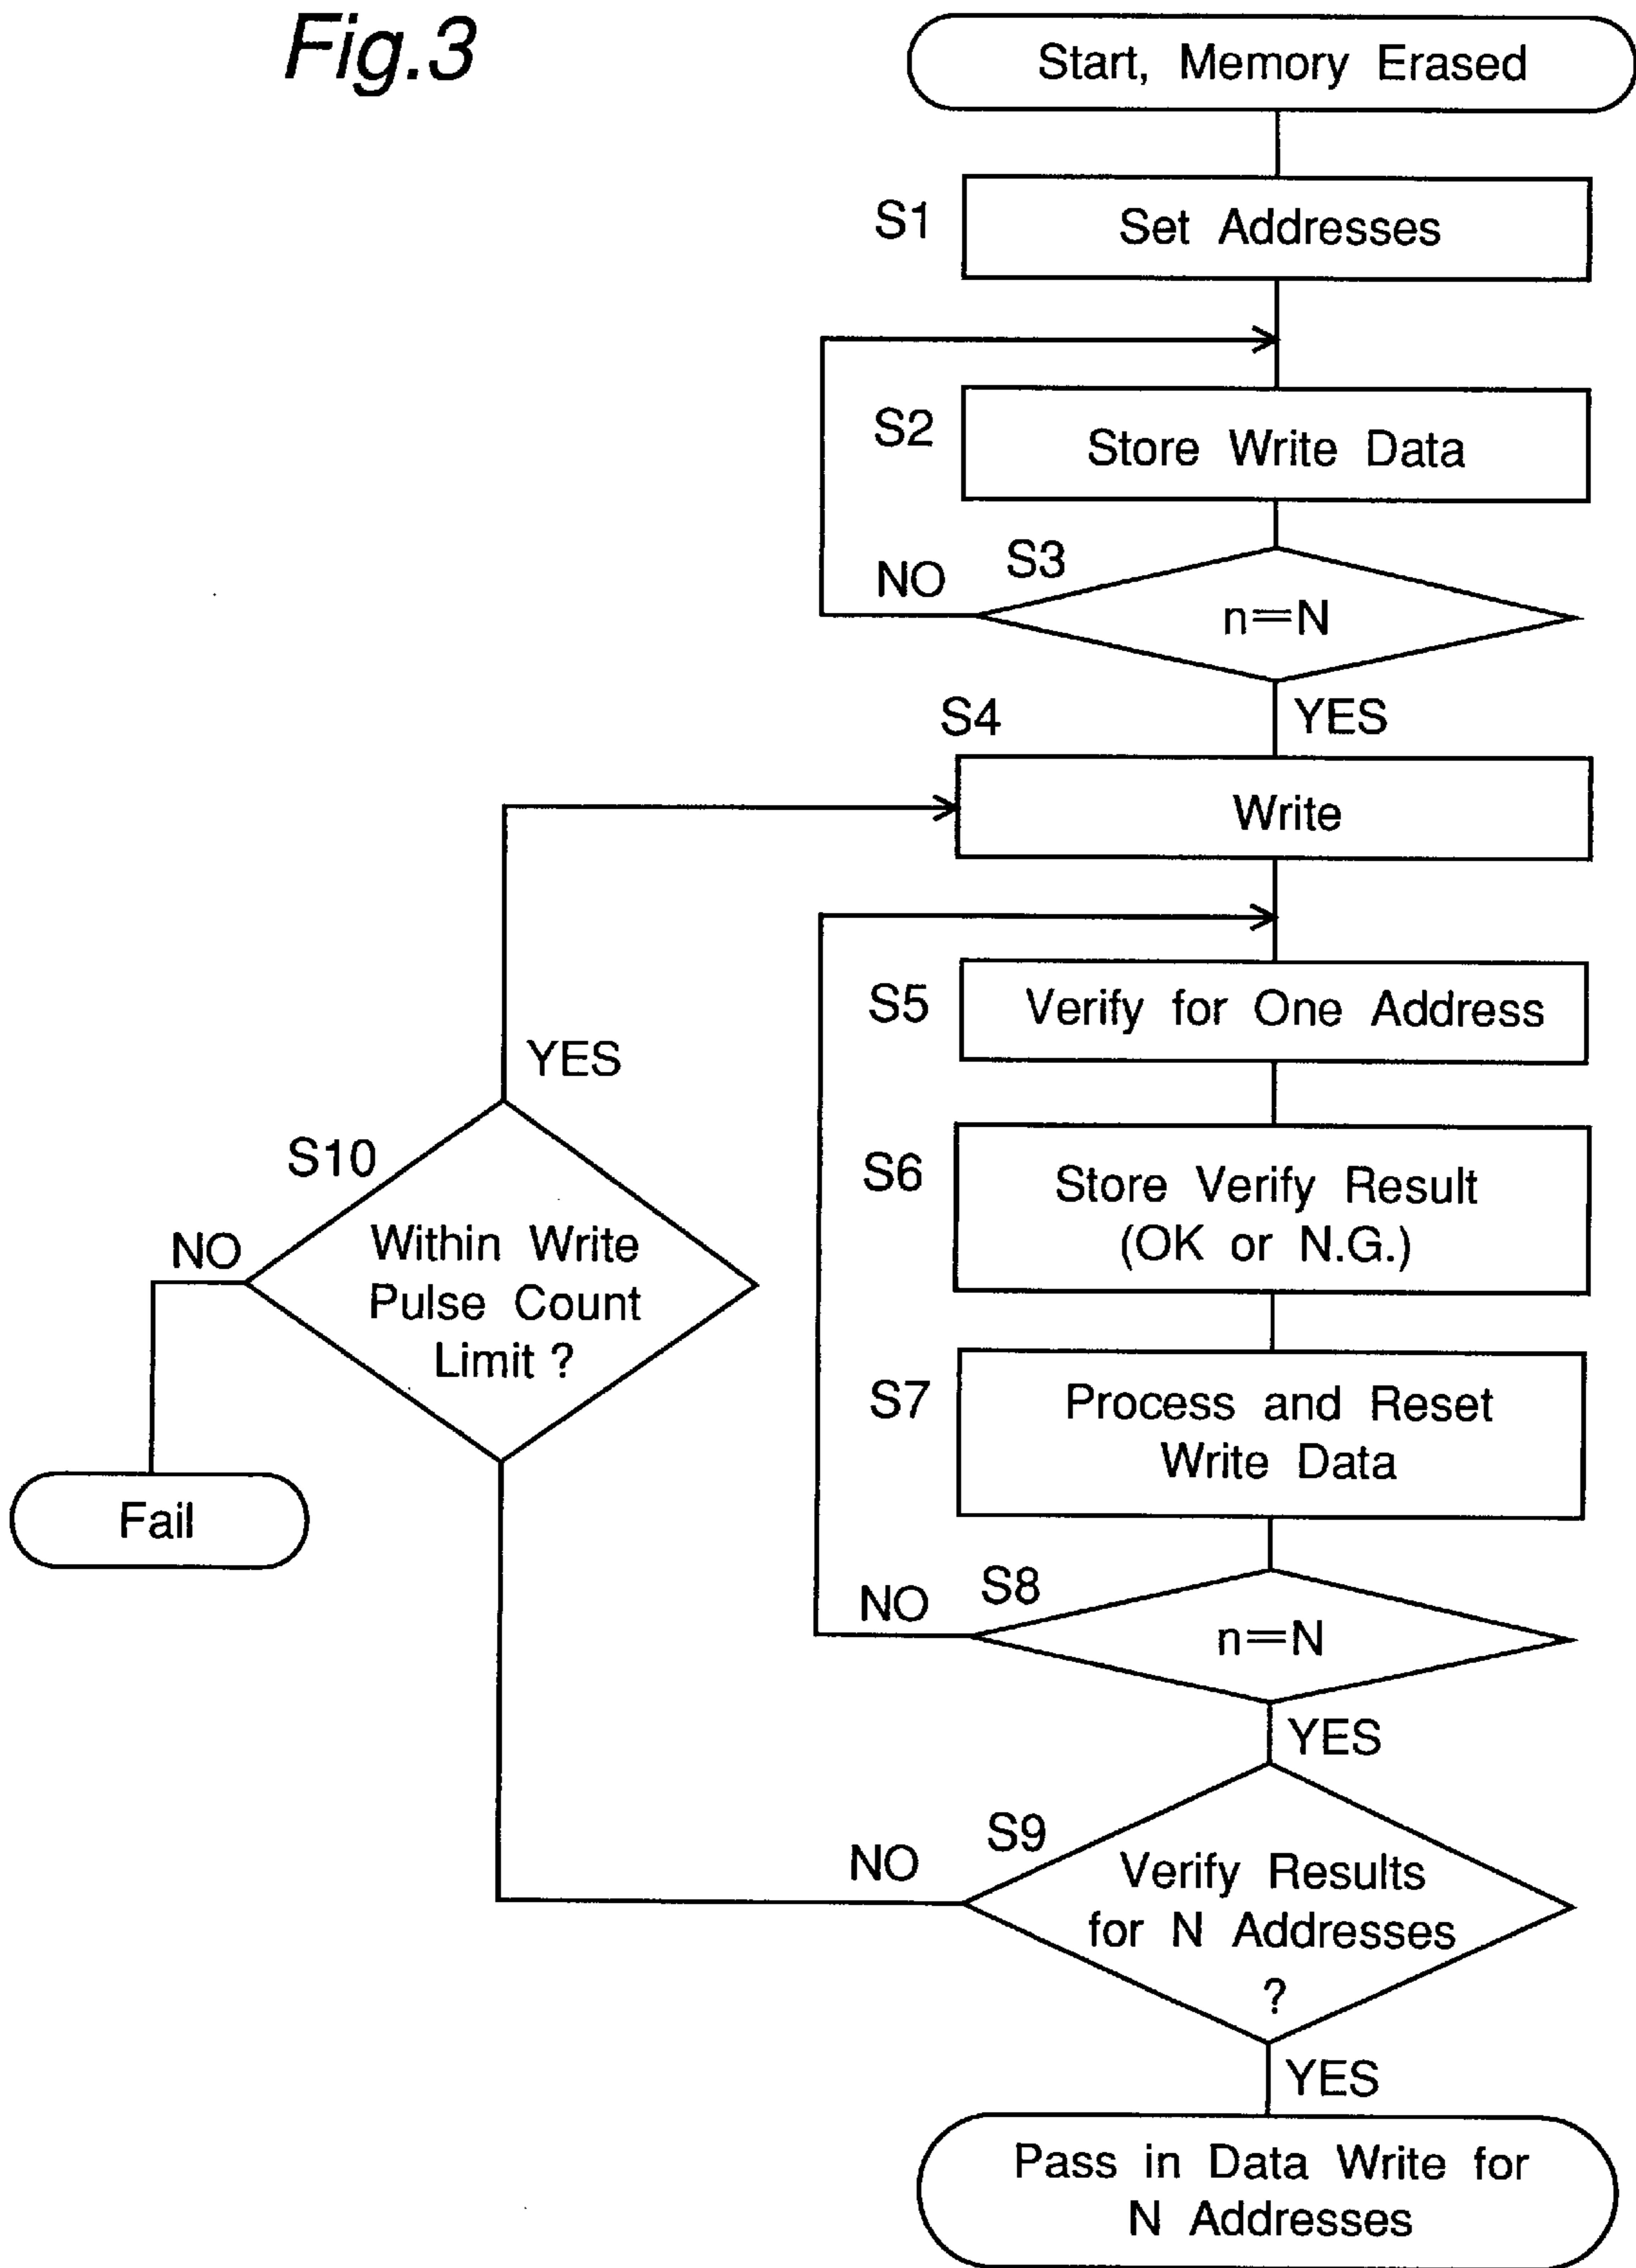 Fig.3
Start, Memory Erased
S1
Set Addresses
S2
Store Write Data
S3
NO
n=N
YES
S4
Write
S5
Verify for One Address
YES
S10
S6
Store Verify Result
(OK or N.G.)
NO
Within Write
Pulse Count
Limit ?
S7
Process and Reset
Write Data
Fail
S8
NO
n=N
YES
S9
NO
Verify Results
for N Addresses
?
YES
Pass in Data Write for
N Addresses